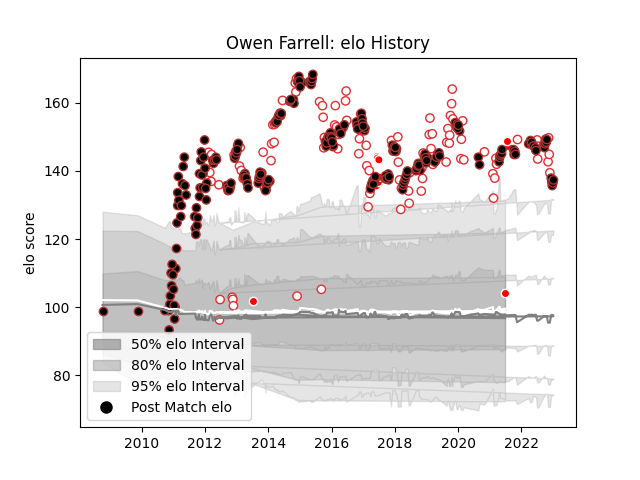 Owen Farrell: elo History
160
140
120
100
80
elo score
50% elo Interval
80% elo Interval
95% elo Interval
Post Match elo
2010
2012
2014
2016
2018
2020
2022